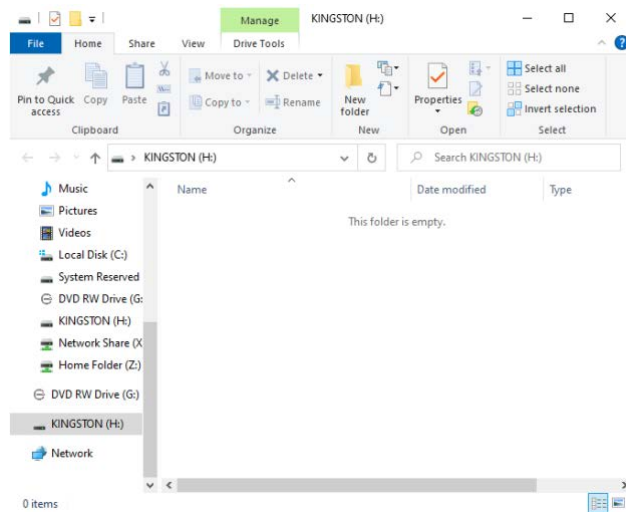 Manage KINGSTON (H:)
File Home Share View Drive Tools
Pin to Quick access
Copy
Paste
Move to
Copy to
Delete
Rename
New folder
Properties
Select all
Select none
Invert selection
Clipboard Organize New Open Select
KINGSTON (H:)
Search KINGSTON (H:)
Name Date modified Type
This folder is empty.
Music
Pictures
Videos
Local Disk (C:)
System Reserved
DVD RW Drive (G:
KINGSTON (H:)
Network Share (X
Home Folder (Z:)
DVD RW Drive (G:)
KINGSTON (H:)
Network
0 items